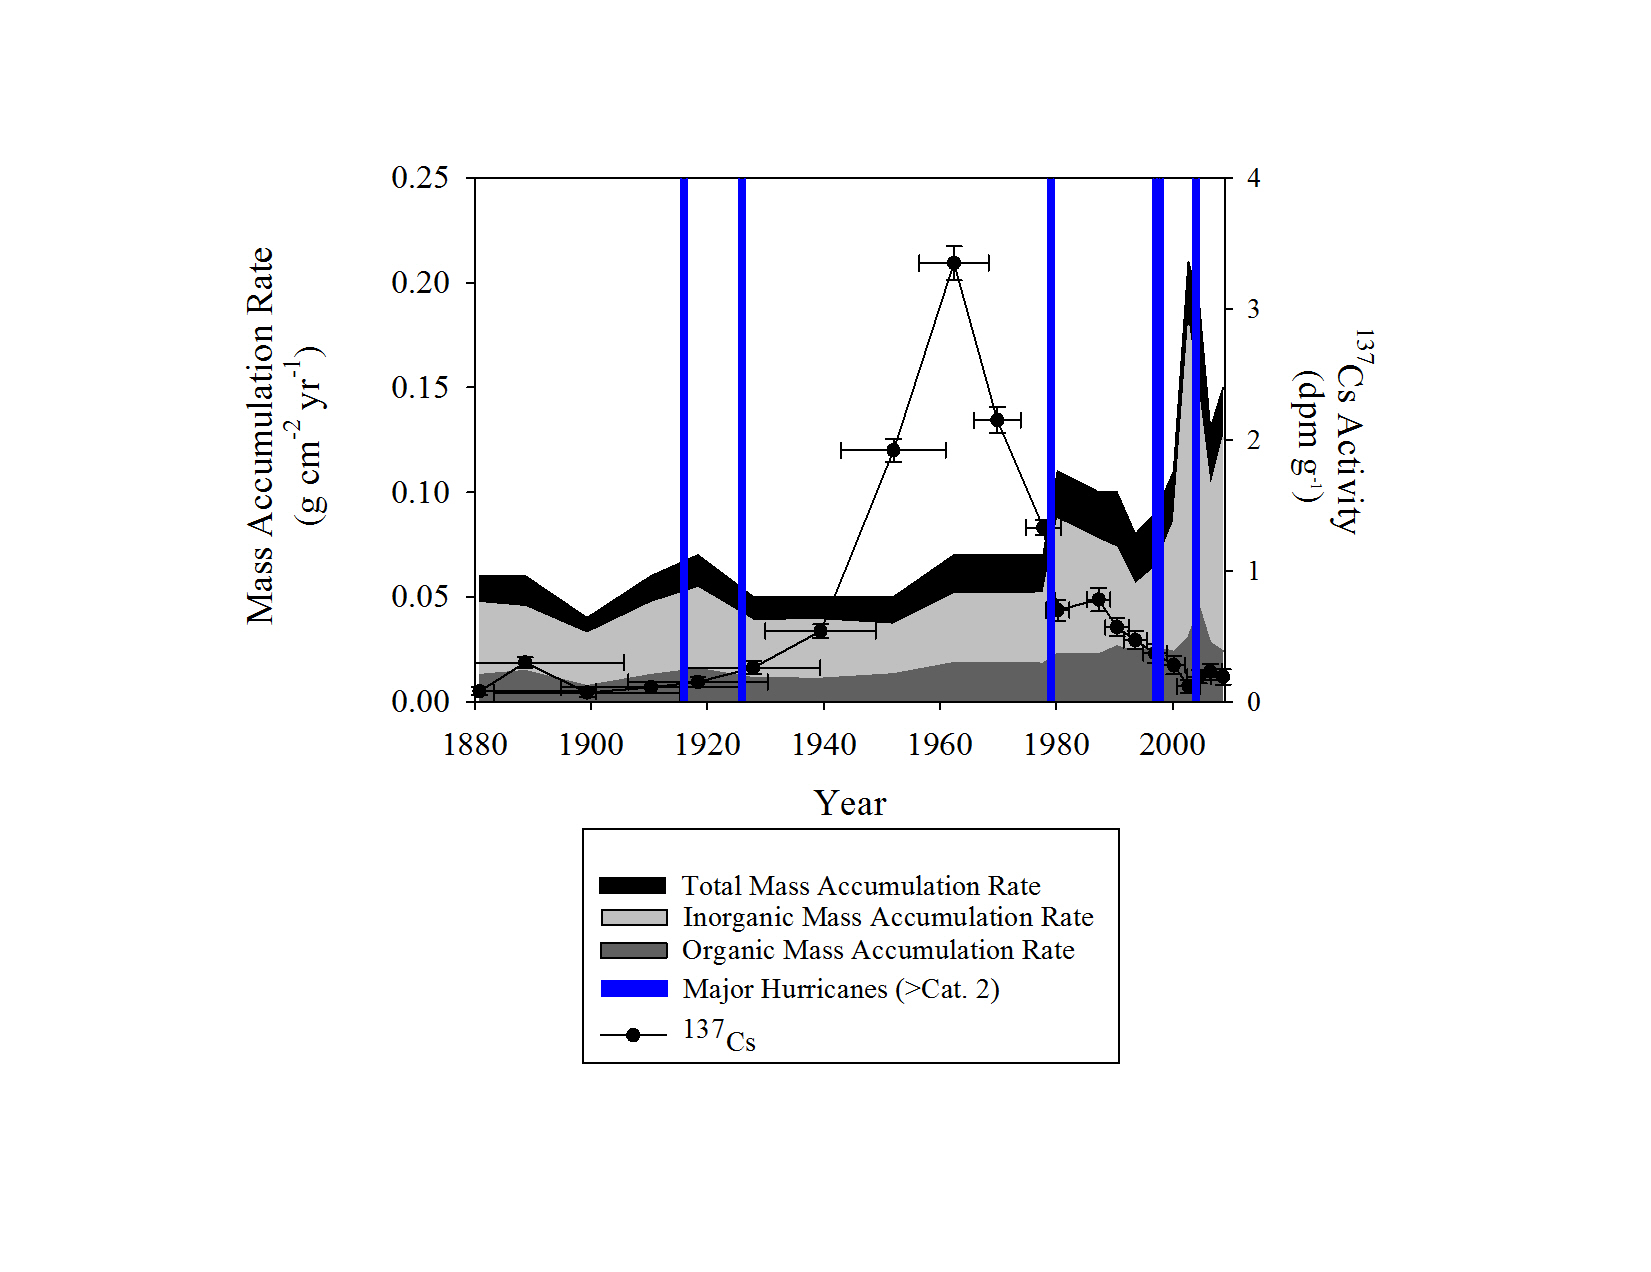 0.25
0.20
0.15
0.10
0.05
0.00
Mass Accumulation Rate
(g cm-2 yr-1)
4
3
2
1
0
137Cs Activity
(dpm g-1)
1880 1900 1920 1940 1960 1980 2000
Year
Total Mass Accumulation Rate
Inorganic Mass Accumulation Rate
Organic Mass Accumulation Rate
Major Hurricanes (>Cat. 2)
137Cs